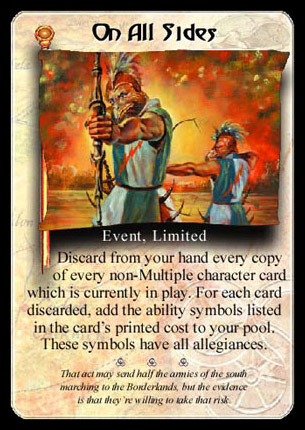 On All Sides
Event, Limited
Discard from your hand every copy
of every non-Multiple character card
which is currently in play. For each card
discarded, add the ability symbols listed
in the card's printed cost to your pool.
These symbols have all allegiances.
That act may send half the armies of the south
marching to the Borderlands, but the evidence
is that they're willing to take that risk.